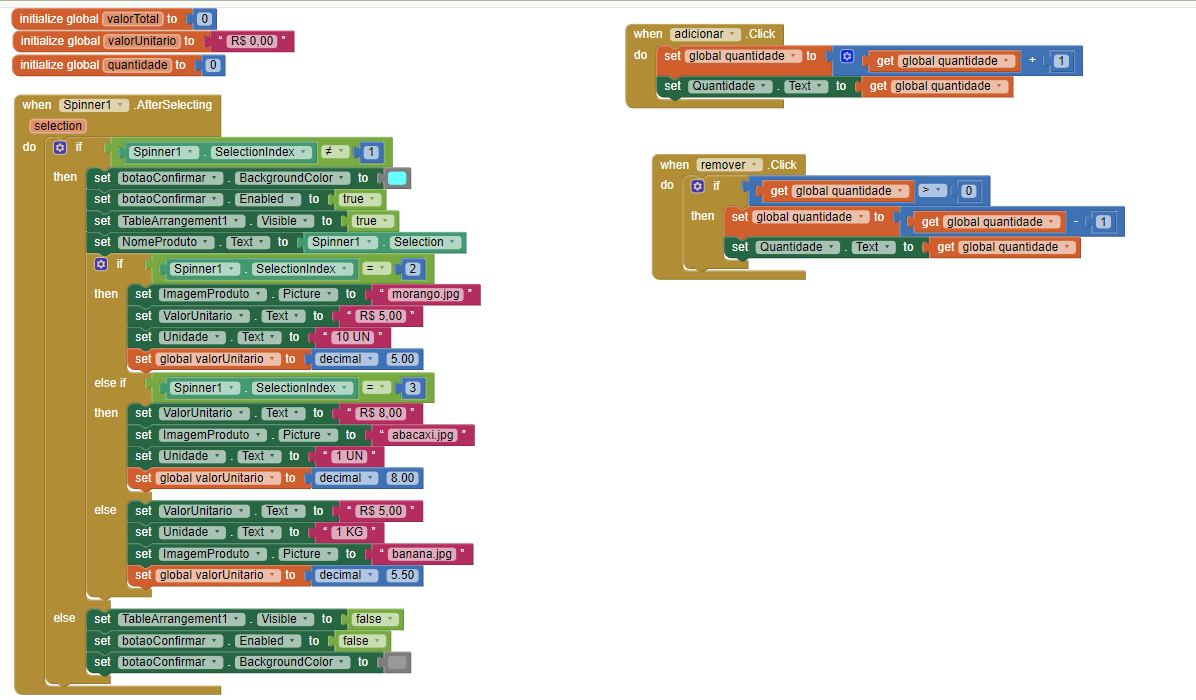 initialize global valorTotal to 0
initialize global valorUnitario to " R$ 0,00 "
initialize global quantidade to 0
when Spinner1 .AfterSelecting
selection
do if Spinner1 . SelectionIndex ≠ 1
then set botaoConfirmar . BackgroundColor to
set botaoConfirmar . Enabled to true
set TableArrangement1 . Visible to true
set NomeProduto . Text to Spinner1 . Selection
if Spinner1 . SelectionIndex = 2
then set ImagemProduto . Picture to " morango.jpg "
set ValorUnitario . Text to " R$ 5,00 "
set Unidade . Text to " 10 UN "
set global valorUnitario to decimal 5.00
else if Spinner1 . SelectionIndex = 3
then set ValorUnitario . Text to " R$ 8,00 "
set ImagemProduto . Picture to " abacaxi.jpg "
set Unidade . Text to " 1 UN "
set global valorUnitario to decimal 8.00
else set ValorUnitario . Text to " R$ 5,00 "
set Unidade . Text to " 1 KG "
set ImagemProduto . Picture to " banana.jpg "
set global valorUnitario to decimal 5.50
else set TableArrangement1 . Visible to false
set botaoConfirmar . Enabled to false
set botaoConfirmar . BackgroundColor to
when adicionar .Click
do set global quantidade to get global quantidade + 1
set Quantidade . Text to get global quantidade
when remover .Click
do if get global quantidade > 0
then set global quantidade to get global quantidade - 1
set Quantidade . Text to get global quantidade